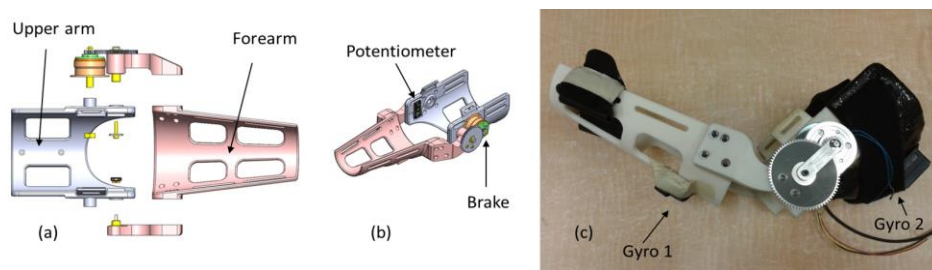 Upper arm
Forearm
Potentiometer
Brake
(a)
(b)
(c)
Gyro 1
Gyro 2